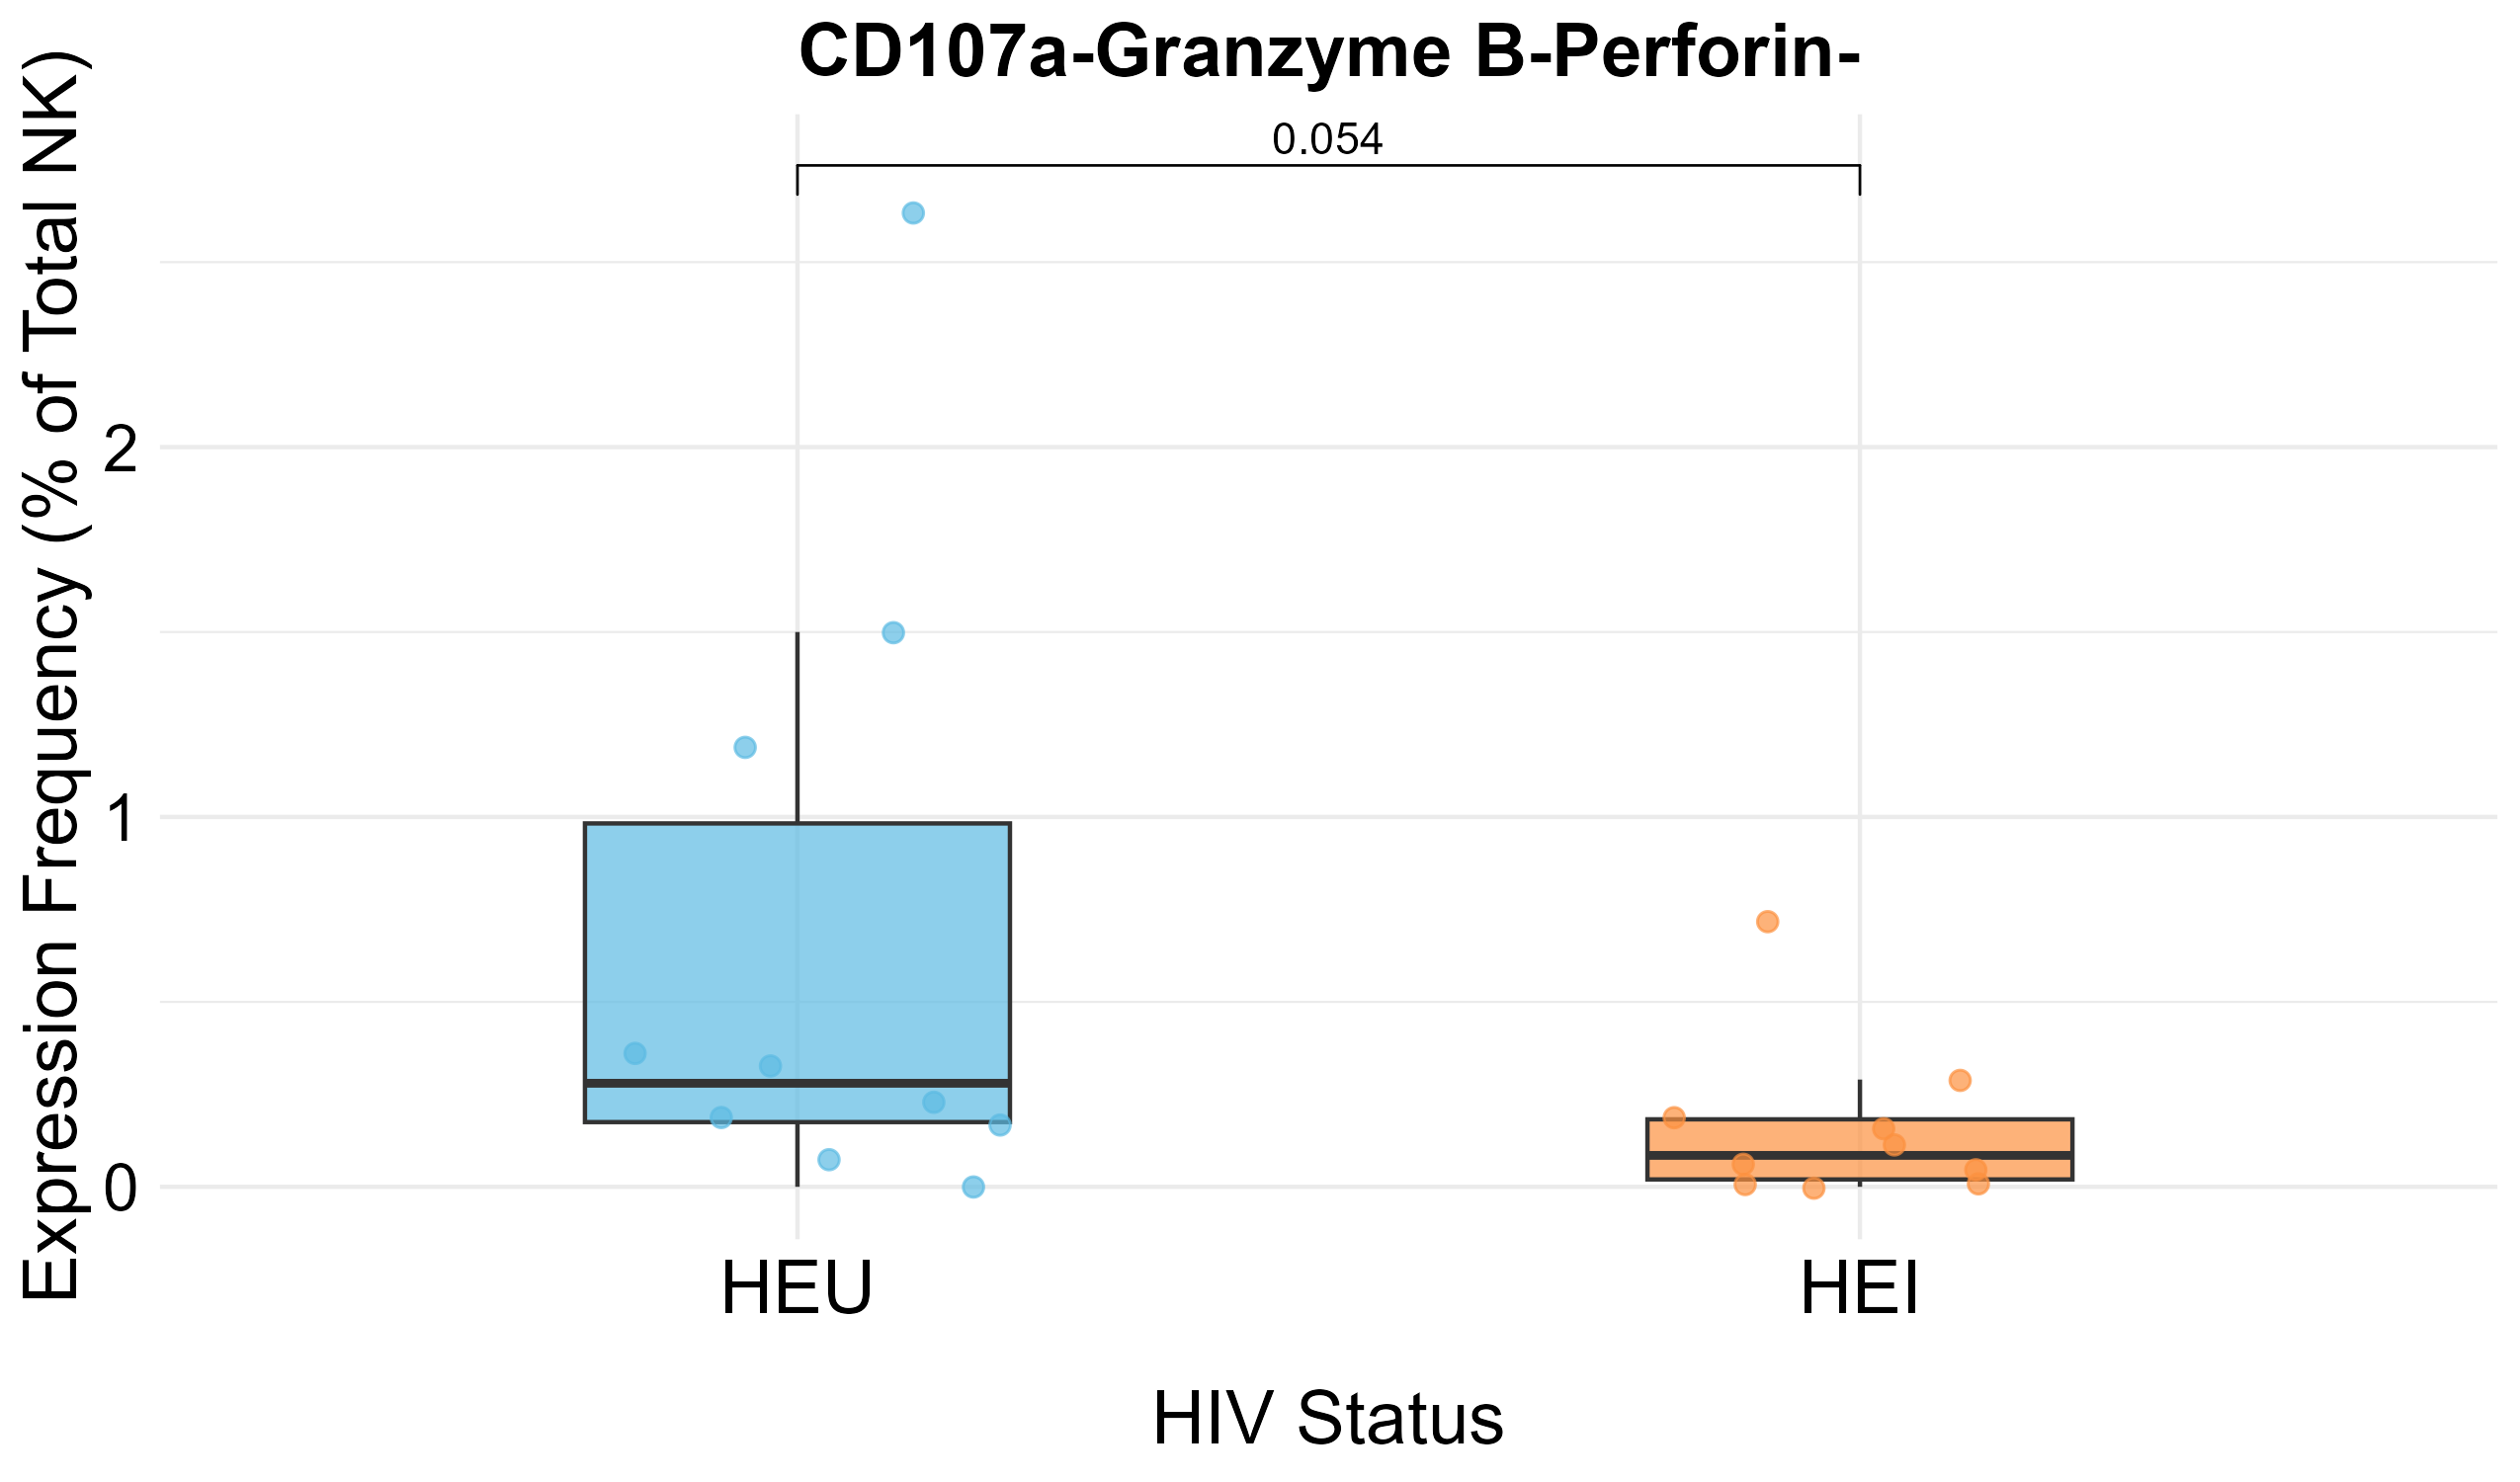 CD107a-Granzyme B-Perforin-
0.054
Expression Frequency (% of Total NK)
2
1
0
HEU
HEI
HIV Status